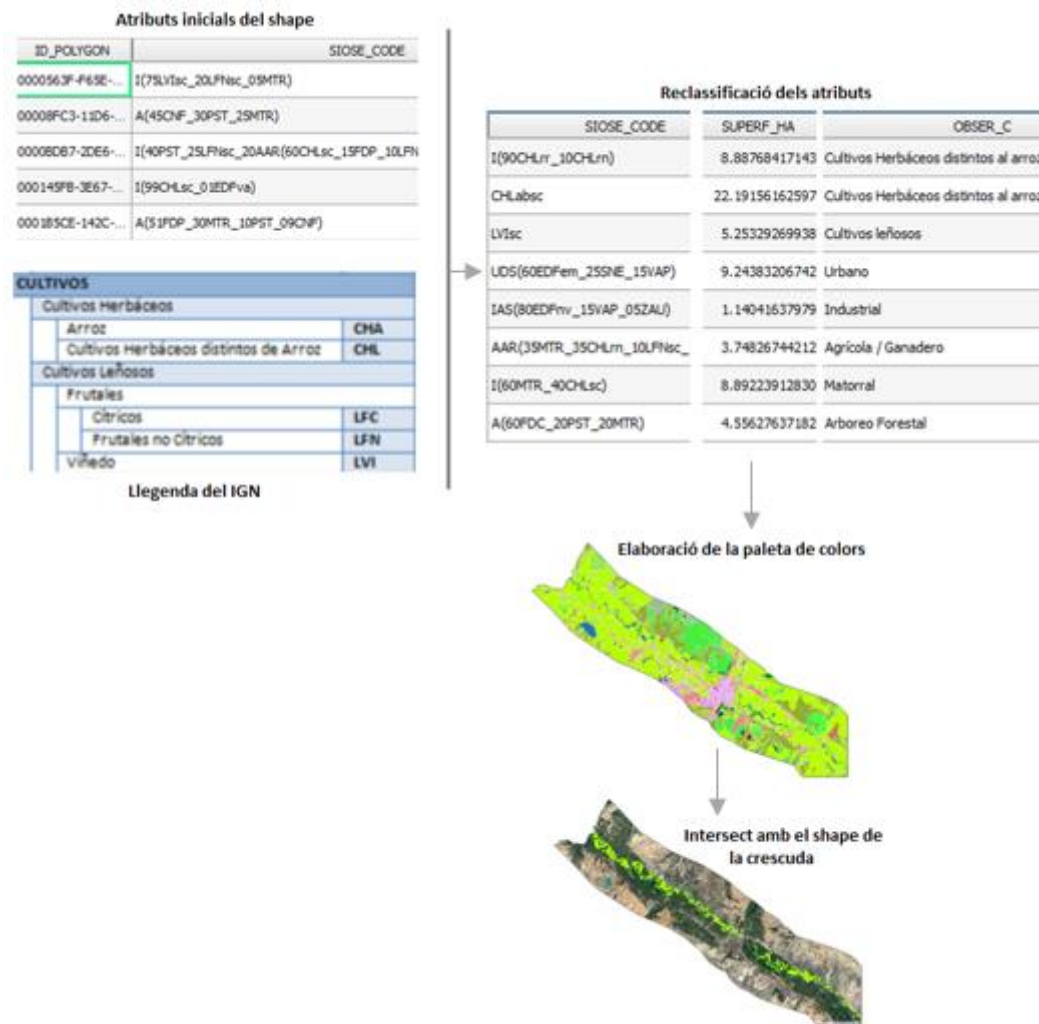 Atributs inicials del shape
ID_POLYGON SIOSE_CODE
0000563F-F65E-... I(75LVIsc_20LFNsc_05MTR)
00008FC3-11D6-... A(45CNF_30PST_25MTR)
0000BDB7-2DE6-... I(40PST_25LFNsc_20AAR(60CHLsc_15FDP_10LFN
000145FB-3E67-... I(99CHLsc_01EDFva)
0001B5CE-142C-... A(51FDP_30MTR_10PST_09CNF)
CULTIVOS
Cultivos Herbáceos
Arroz CHA
Cultivos Herbáceos distintos de Arroz CHL
Cultivos Leñosos
Frutales
Cítricos LFC
Frutales no Cítricos LFN
Viñedo LVI
Llegenda del IGN
Reclassificació dels atributs
SIOSE_CODE SUPERF_HA OBSER_C
I(90CHLrr_10CHLrn) 8.88768417143 Cultivos Herbáceos distintos al arroz
CHLabsc 22.19156162597 Cultivos Herbáceos distintos al arroz
LVIsc 5.25329269938 Cultivos leñosos
UDS(60EDFem_25SNE_15VAP) 9.24383206742 Urbano
IAS(80EDFnv_15VAP_05ZAU) 1.14041637979 Industrial
AAR(35MTR_35CHLrn_10LFNsc_ 3.74826744212 Agrícola / Ganadero
I(60MTR_40CHLsc) 8.89223912830 Matorral
A(60FDC_20PST_20MTR) 4.55627637182 Arboreo Forestal
Elaboració de la paleta de colors
Intersect amb el shape de
la crescuda